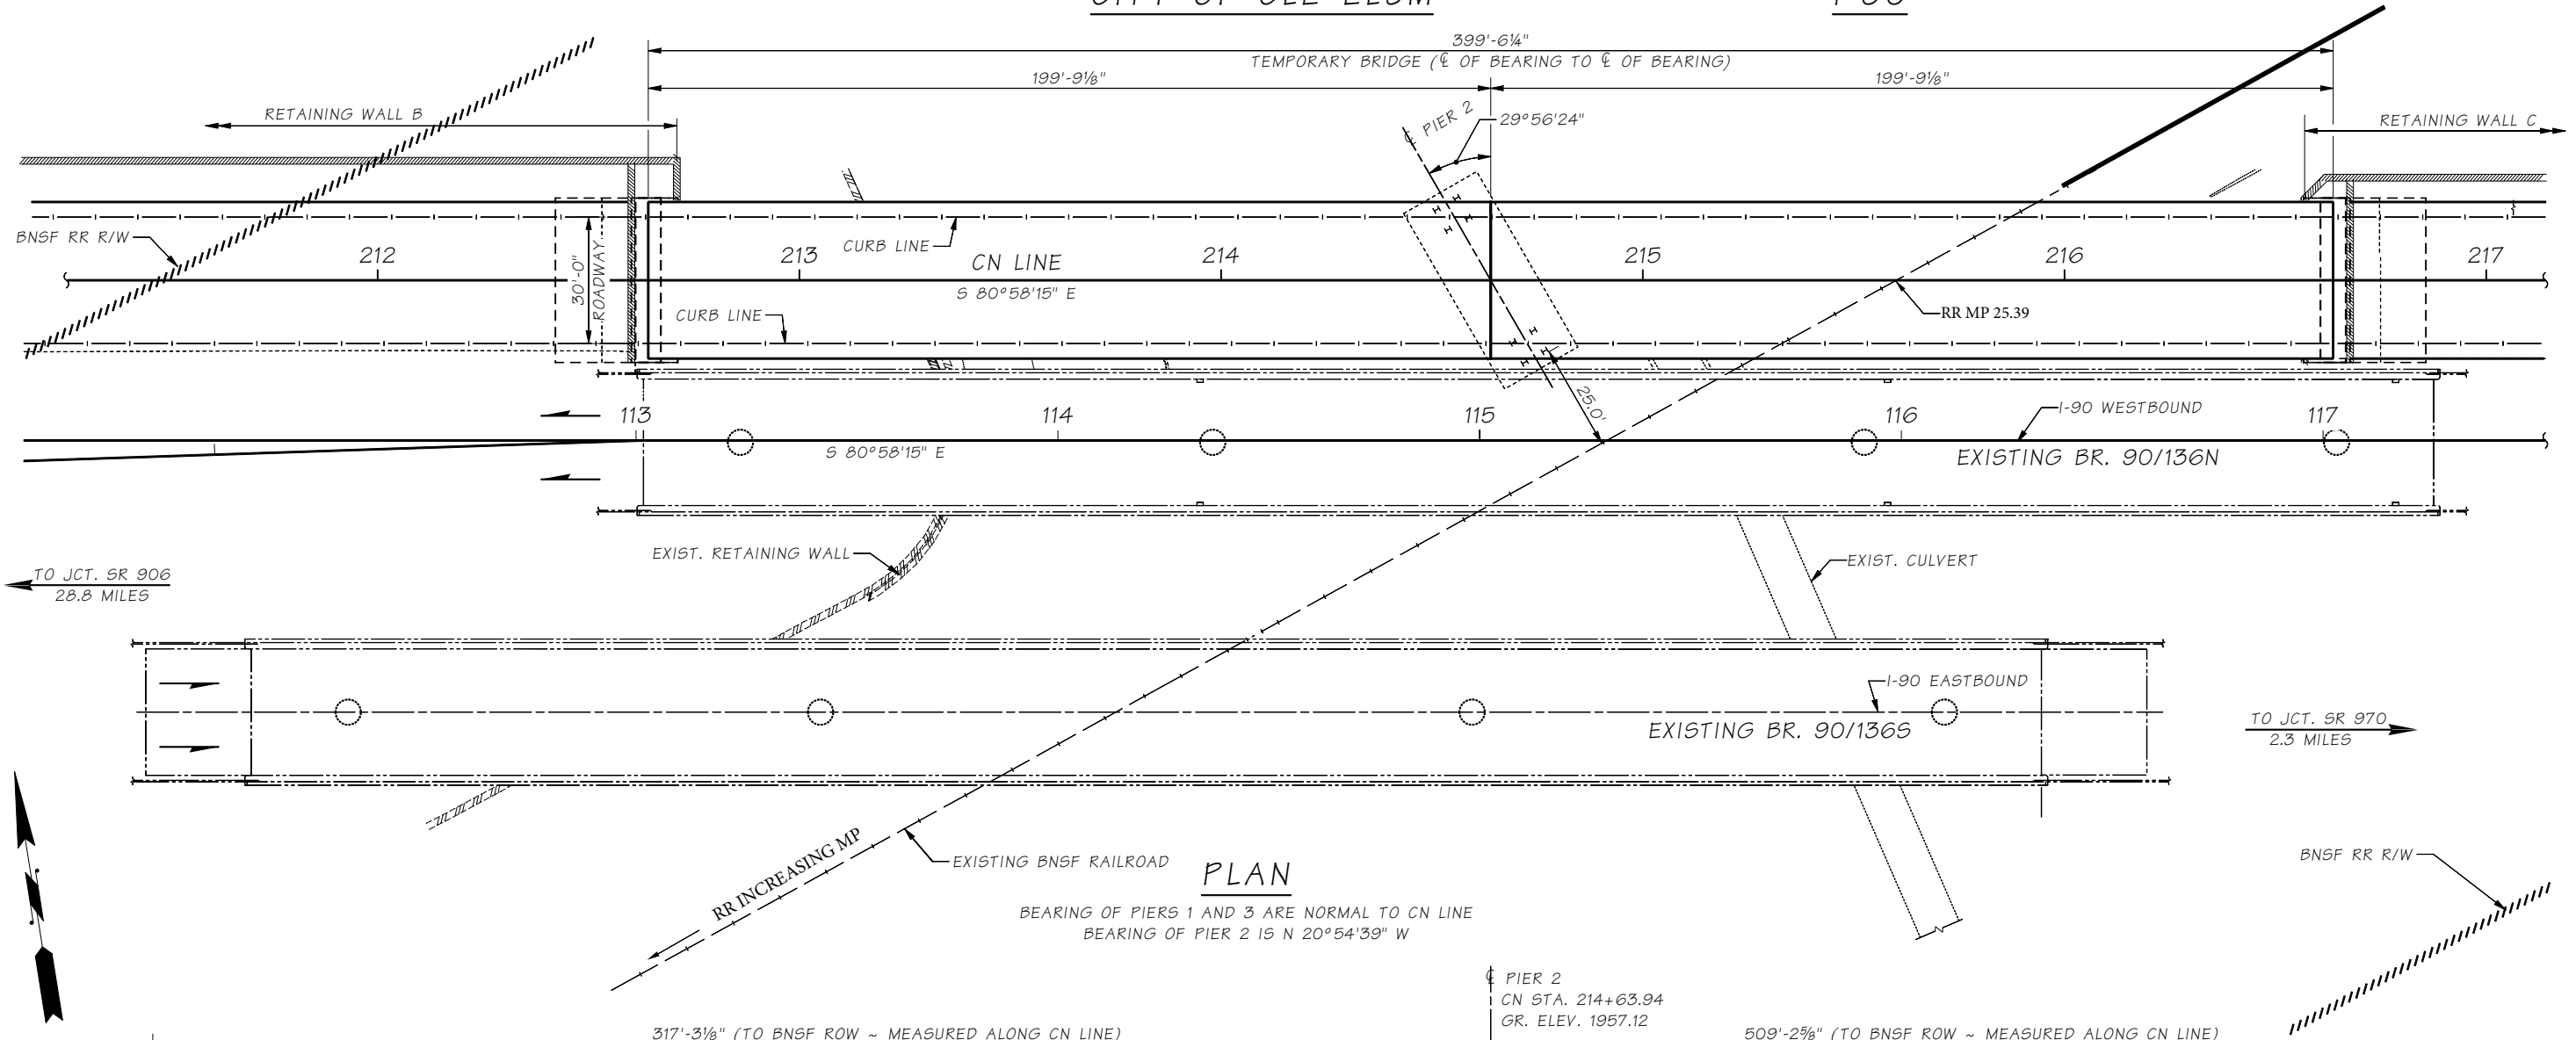 399'-6¼"
TEMPORARY BRIDGE (℄ OF BEARING TO ℄ OF BEARING)
199'-9⅛"
199'-9⅛"
RETAINING WALL B
℄ PIER 2
29°56'24"
RETAINING WALL C
BNSF RR R/W
212
30'-0"
ROADWAY
213
CURB LINE
CN LINE
214
215
216
217
S 80°58'15" E
CURB LINE
RR MP 25.39
25.0'
113
114
115
116
117
I-90 WESTBOUND
S 80°58'15" E
EXISTING BR. 90/136N
EXIST. RETAINING WALL
EXIST. CULVERT
TO JCT. SR 906
28.8 MILES
I-90 EASTBOUND
EXISTING BR. 90/136S
TO JCT. SR 970
2.3 MILES
RR INCREASING MP
EXISTING BNSF RAILROAD
BNSF RR R/W
PLAN
BEARING OF PIERS 1 AND 3 ARE NORMAL TO CN LINE
BEARING OF PIER 2 IS N 20°54'39" W
℄ PIER 2
CN STA. 214+63.94
GR. ELEV. 1957.12
317'-3⅛" (TO BNSF ROW ~ MEASURED ALONG CN LINE)
509'-2⅝" (TO BNSF ROW ~ MEASURED ALONG CN LINE)